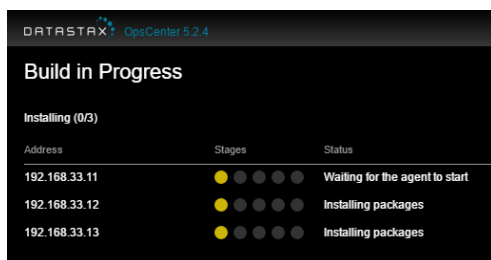 DATASTAX OpsCenter 5.2.4
Build in Progress
Installing (0/3)
Address Stages Status
192.168.33.11 Waiting for the agent to start
192.168.33.12 Installing packages
192.168.33.13 Installing packages